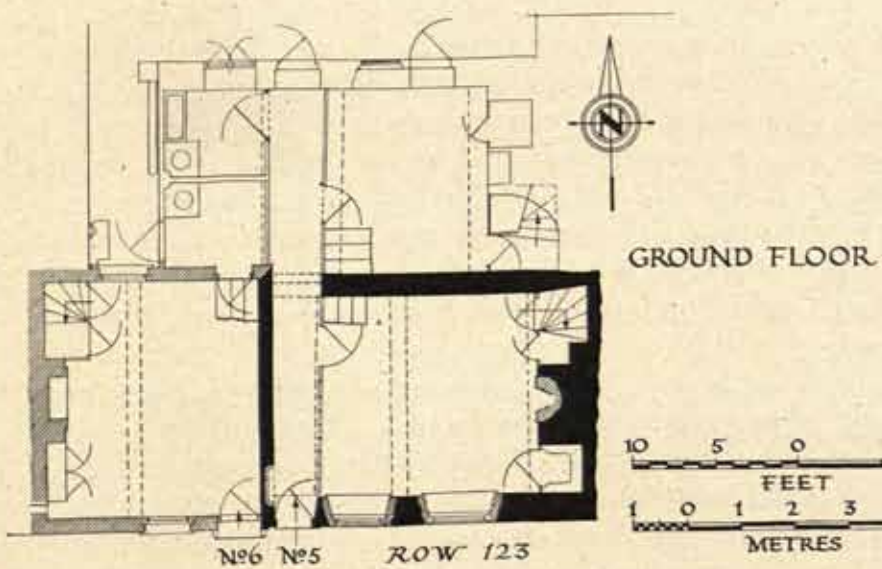 N
GROUND FLOOR
10 5 0
FEET
1 0 1 2 3
METRES
Nº6 Nº5 ROW 123